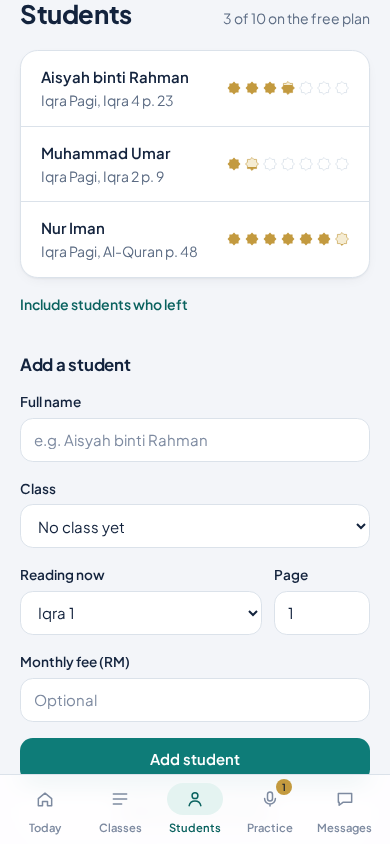 Students
3 of 10 on the free plan
Aisyah binti Rahman
Iqra Pagi, Iqra 4 p. 23
Muhammad Umar
Iqra Pagi, Iqra 2 p. 9
Nur Iman
Iqra Pagi, Al-Quran p. 48
Include students who left
Add a student
Full name
e.g. Aisyah binti Rahman
Class
No class yet
Reading now
Page
Iqra 1
1
Monthly fee (RM)
Optional
Add student
1
Today
Classes
Students
Practice
Messages